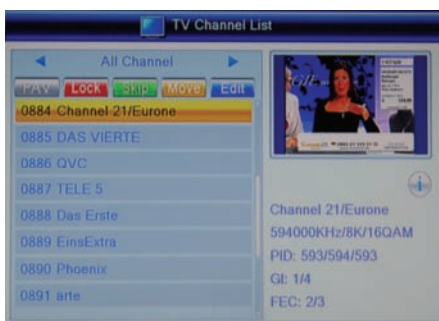 TV Channel List
All Channel
FAV Lock Skip Move Edit
0884 Channel 21/Eurone
0885 DAS VIERTE
0886 QVC
0887 TELE 5
0888 Das Erste
0889 EinsExtra
0890 Phoenix
0891 arte
Channel 21/Eurone
594000KHz/8K/16QAM
PID: 593/594/593
GI: 1/4
FEC: 2/3